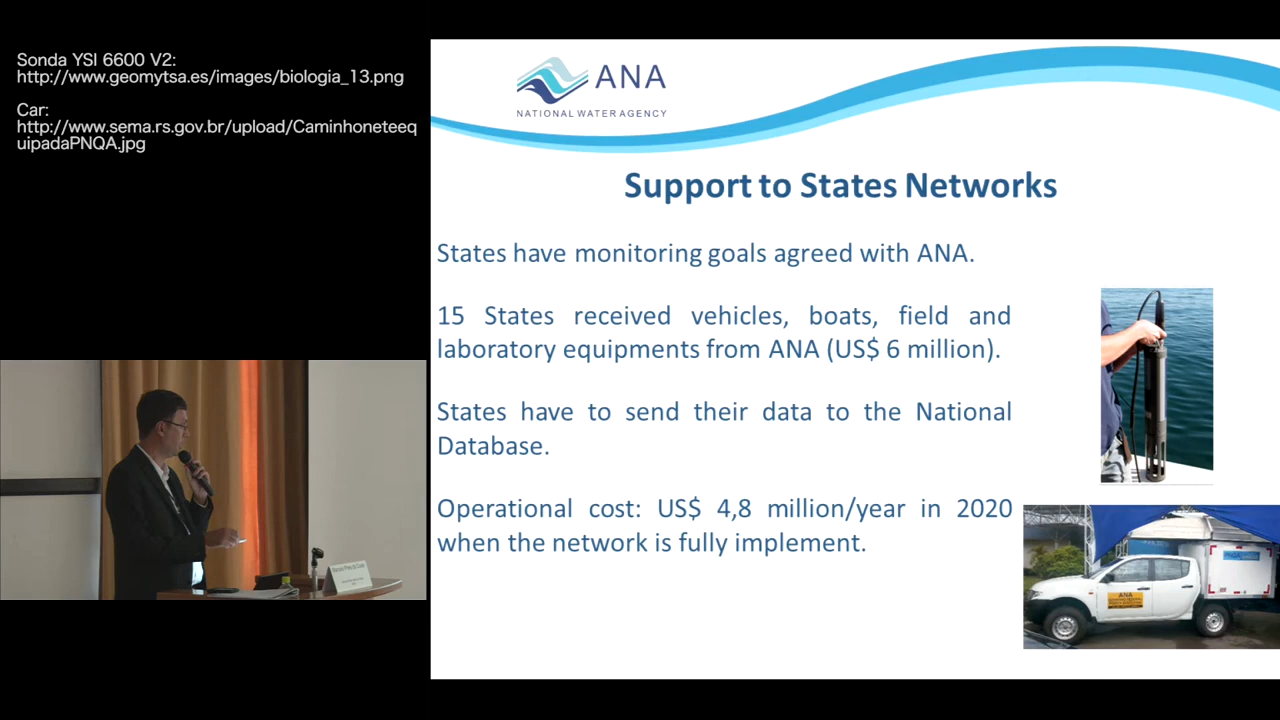 Sonda YSI 6600 V2:
http://www.geomytsa.es/images/biologia_13.png
Car:
http://www.sema.rs.gov.br/upload/Caminhoneteeq
uipadaPNQA.jpg
ANA
NATIONAL WATER AGENCY
Support to States Networks
States have monitoring goals agreed with ANA.
15 States received vehicles, boats, field and
laboratory equipments from ANA (US$ 6 million).
States have to send their data to the National
Database.
Operational cost: US$ 4,8 million/year in 2020
when the network is fully implement.
ANA